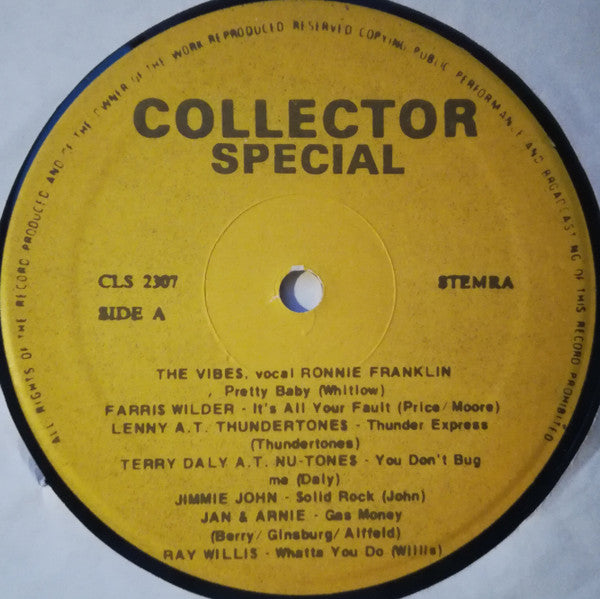 ALL RIGHTS OF THE RECORD PRODUCED AND OF THE OWNER OF THE WORK REPRODUCED RESERVED COPYING, PUBLIC PERFORMANCE AND BROADCASTING OF THIS RECORD PROHIBITED
COLLECTOR
SPECIAL
CLS 2307 STEMRA
SIDE A
THE VIBES, vocal RONNIE FRANKLIN
Pretty Baby (Whitlow)
FARRIS WILDER - It's All Your Fault (Price/Moore)
LENNY A.T. THUNDERTONES - Thunder Express
(Thundertones)
TERRY DALY A.T. NU-TONES - You Don't Bug
me (Daly)
JIMMIE JOHN - Solid Rock (John)
JAN & ARNIE - Gas Money
(Berry/ Ginsburg/ Altfeld)
RAY WILLIS - Whatta You Do (Willis)